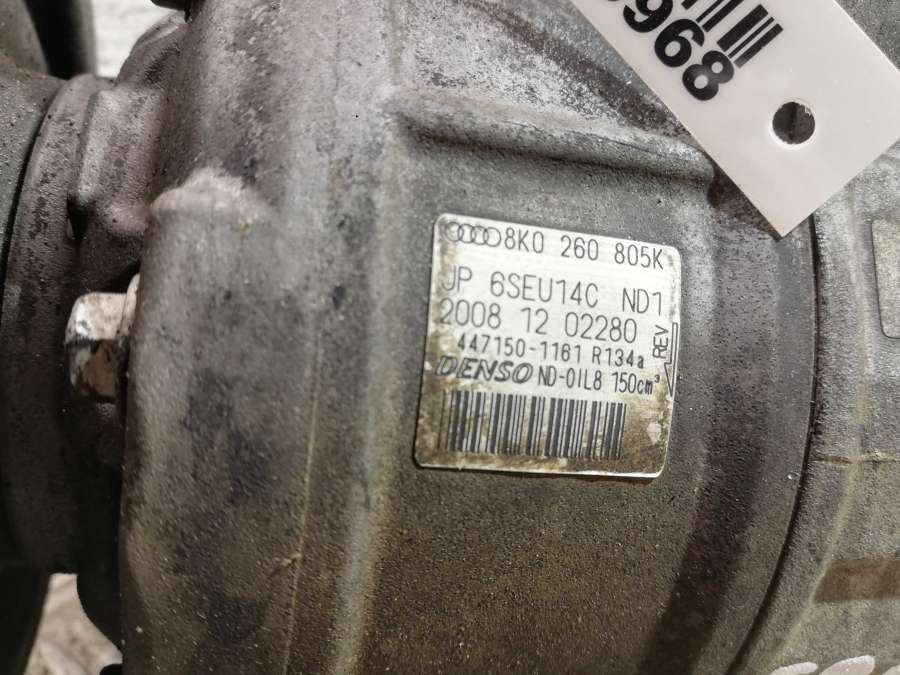 968
8K0 260 805K
JP 6SEU14C ND1
2008 12 02280
447150-1161 R134a
REV
DENSO ND-OIL8 150cm³